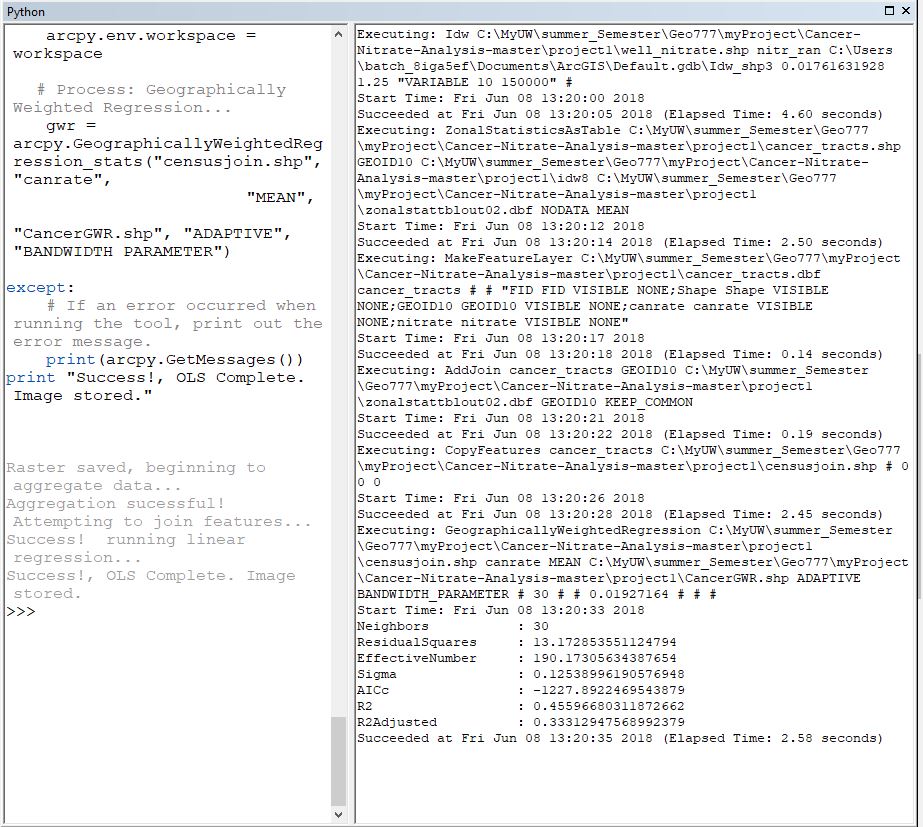 Python
arcpy.env.workspace =
workspace
# Process: Geographically
Weighted Regression...
gwr =
arcpy.GeographicallyWeightedReg
ression_stats("censusjoin.shp",
"canrate",
"MEAN",
"CancerGWR.shp", "ADAPTIVE",
"BANDWIDTH PARAMETER")
except:
# If an error occurred when
running the tool, print out the
error message.
print(arcpy.GetMessages())
print "Success!, OLS Complete.
Image stored."
Raster saved, beginning to
aggregate data...
Aggregation sucessful!
Attempting to join features...
Success!  running linear
regression...
Success!, OLS Complete. Image
stored.
>>>
Executing: Idw C:\MyUW\summer_Semester\Geo777\myProject\Cancer-
Nitrate-Analysis-master\project1\well_nitrate.shp nitr_ran C:\Users
\batch_8iga5ef\Documents\ArcGIS\Default.gdb\Idw_shp3 0.01761631928
1.25 "VARIABLE 10 150000" #
Start Time: Fri Jun 08 13:20:00 2018
Succeeded at Fri Jun 08 13:20:05 2018 (Elapsed Time: 4.60 seconds)
Executing: ZonalStatisticsAsTable C:\MyUW\summer_Semester\Geo777
\myProject\Cancer-Nitrate-Analysis-master\project1\cancer_tracts.shp
GEOID10 C:\MyUW\summer_Semester\Geo777\myProject\Cancer-Nitrate-
Analysis-master\project1\idw8 C:\MyUW\summer_Semester\Geo777
\myProject\Cancer-Nitrate-Analysis-master\project1
\zonalstattblout02.dbf NODATA MEAN
Start Time: Fri Jun 08 13:20:12 2018
Succeeded at Fri Jun 08 13:20:14 2018 (Elapsed Time: 2.50 seconds)
Executing: MakeFeatureLayer C:\MyUW\summer_Semester\Geo777\myProject
\Cancer-Nitrate-Analysis-master\project1\cancer_tracts.dbf
cancer_tracts # # "FID FID VISIBLE NONE;Shape Shape VISIBLE
NONE;GEOID10 GEOID10 VISIBLE NONE;canrate canrate VISIBLE
NONE;nitrate nitrate VISIBLE NONE"
Start Time: Fri Jun 08 13:20:17 2018
Succeeded at Fri Jun 08 13:20:18 2018 (Elapsed Time: 0.14 seconds)
Executing: AddJoin cancer_tracts GEOID10 C:\MyUW\summer_Semester
\Geo777\myProject\Cancer-Nitrate-Analysis-master\project1
\zonalstattblout02.dbf GEOID10 KEEP_COMMON
Start Time: Fri Jun 08 13:20:21 2018
Succeeded at Fri Jun 08 13:20:22 2018 (Elapsed Time: 0.19 seconds)
Executing: CopyFeatures cancer_tracts C:\MyUW\summer_Semester\Geo777
\myProject\Cancer-Nitrate-Analysis-master\project1\censusjoin.shp # 0
0 0
Start Time: Fri Jun 08 13:20:26 2018
Succeeded at Fri Jun 08 13:20:28 2018 (Elapsed Time: 2.45 seconds)
Executing: GeographicallyWeightedRegression C:\MyUW\summer_Semester
\Geo777\myProject\Cancer-Nitrate-Analysis-master\project1
\censusjoin.shp canrate MEAN C:\MyUW\summer_Semester\Geo777\myProject
\Cancer-Nitrate-Analysis-master\project1\CancerGWR.shp ADAPTIVE
BANDWIDTH_PARAMETER # 30 # # 0.01927164 # # #
Start Time: Fri Jun 08 13:20:33 2018
Neighbors : 30
ResidualSquares : 13.172853551124794
EffectiveNumber : 190.17305634387654
Sigma : 0.12538996190576948
AICc : -1227.8922469543879
R2 : 0.45596680311872662
R2Adjusted : 0.33312947568992379
Succeeded at Fri Jun 08 13:20:35 2018 (Elapsed Time: 2.58 seconds)